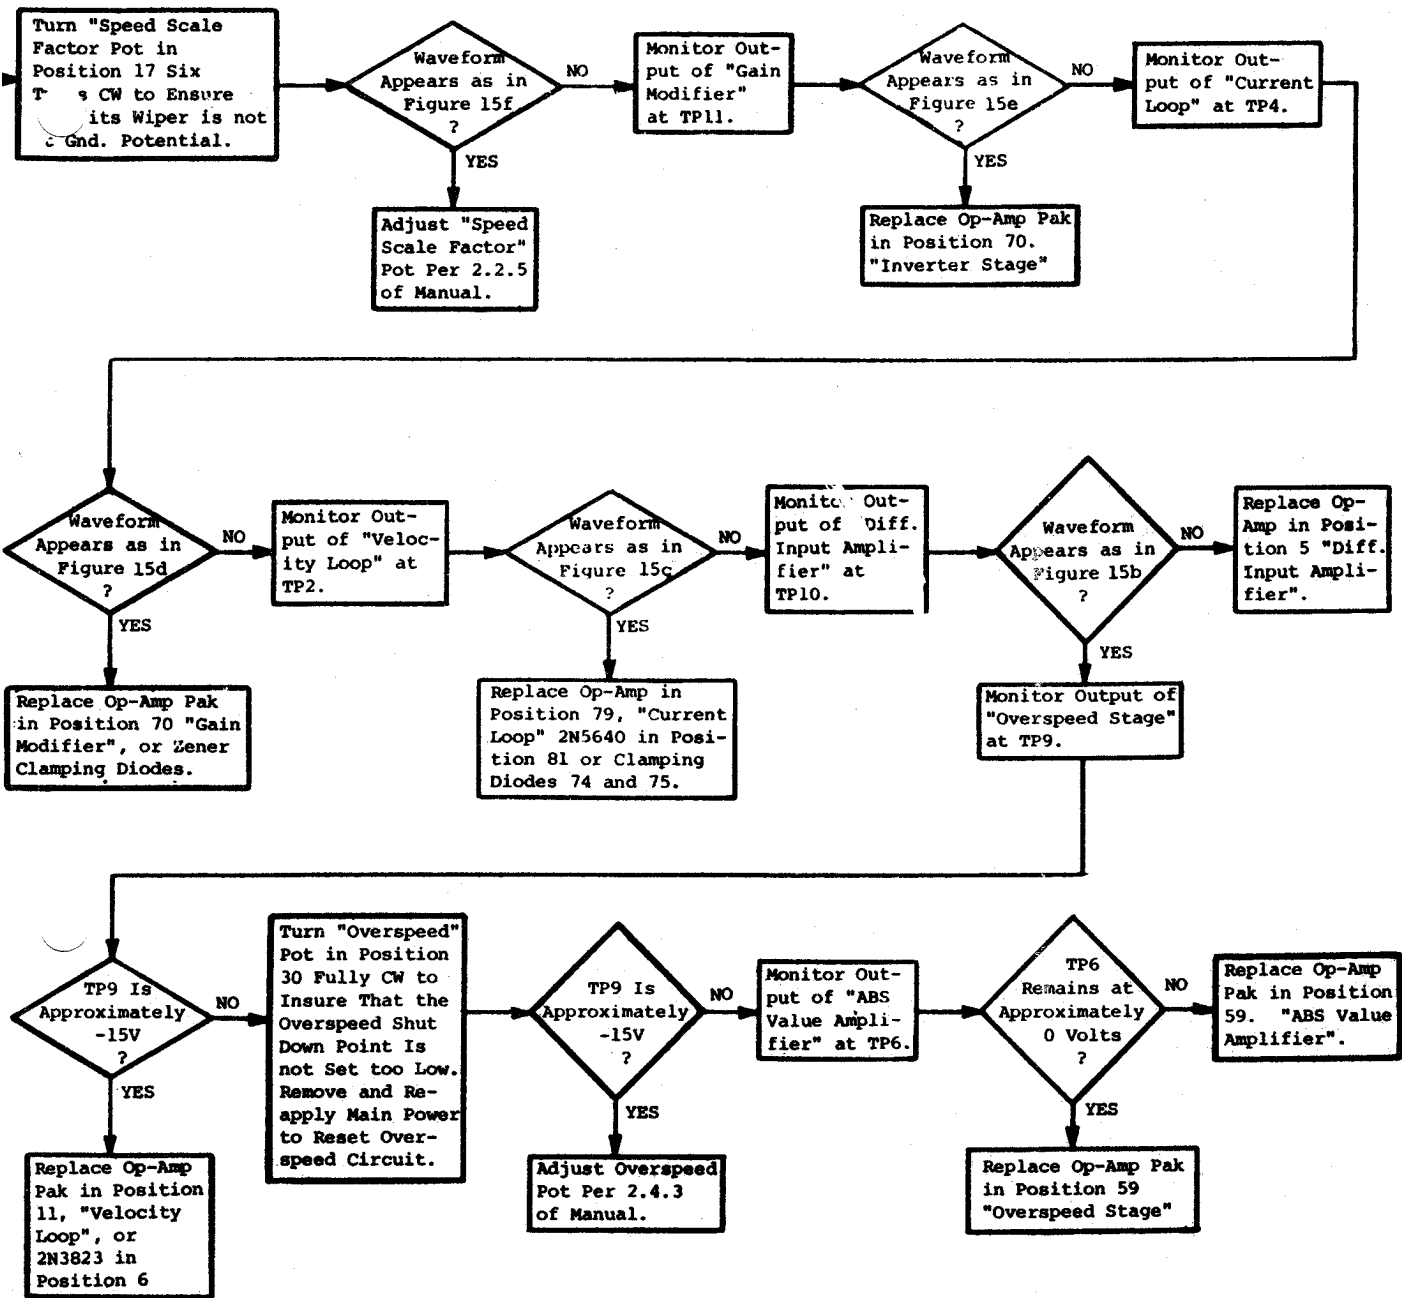 Turn "Speed Scale
Factor Pot in
Position 17 Six
CW to Ensure
its Wiper is not
Gnd. Potential.
Waveform
Appears as in
Figure 15f
?
NO
YES
Adjust "Speed
Scale Factor"
Pot Per 2.2.5
of Manual.
Monitor Out-
put of "Gain
Modifier"
at TP11.
Waveform
Appears as in
Figure 15e
?
NO
YES
Replace Op-Amp Pak
in Position 70.
"Inverter Stage"
Monitor Out-
put of "Current
Loop" at TP4.
Waveform
Appears as in
Figure 15d
?
NO
YES
Replace Op-Amp Pak
in Position 70 "Gain
Modifier", or Zener
Clamping Diodes.
Monitor Out-
put of "Veloc-
ity Loop" at
TP2.
Waveform
Appears as in
Figure 15c
?
NO
YES
Replace Op-Amp in
Position 79, "Current
Loop" 2N5640 in Posi-
tion 81 or Clamping
Diodes 74 and 75.
Monitor Out-
put of "Diff.
Input Ampli-
fier" at
TP10.
Waveform
Appears as in
Figure 15b
?
NO
YES
Replace Op-
Amp in Posi-
tion 5 "Diff.
Input Ampli-
fier".
Monitor Output of
"Overspeed Stage"
at TP9.
TP9 Is
Approximately
-15V
?
NO
YES
Replace Op-Amp
Pak in Position
11, "Velocity
Loop", or
2N3823 in
Position 6
Turn "Overspeed"
Pot in Position
30 Fully CW to
Insure That the
Overspeed Shut
Down Point Is
not Set too Low.
Remove and Re-
apply Main Power
to Reset Over-
speed Circuit.
TP9 Is
Approximately
-15V
?
NO
YES
Adjust Overspeed
Pot Per 2.4.3
of Manual.
Monitor Out-
put of "ABS
Value Ampli-
fier" at TP6.
TP6
Remains at
Approximately
0 Volts
?
NO
YES
Replace Op-Amp Pak
in Position 59
"Overspeed Stage"
Replace Op-Amp
Pak in Position
59. "ABS Value
Amplifier".